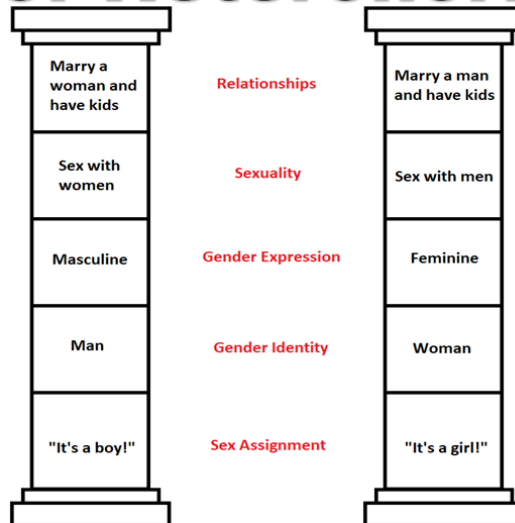 Marry a
woman and
have kids
Relationships
Marry a man
and have kids
Sex with
women
Sexuality
Sex with men
Masculine
Gender Expression
Feminine
Man
Gender Identity
Woman
"It's a boy!"
Sex Assignment
"It's a girl!"